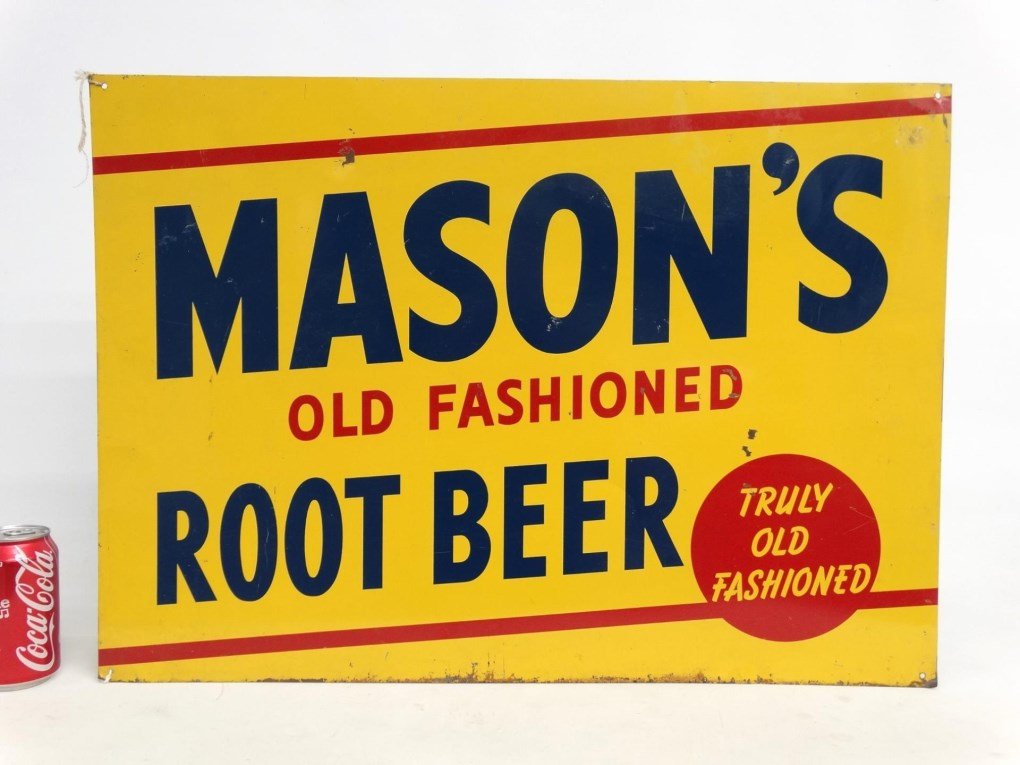 MASON'S
OLD FASHIONED
ROOT BEER
TRULY
OLD
FASHIONED
Coca-Cola